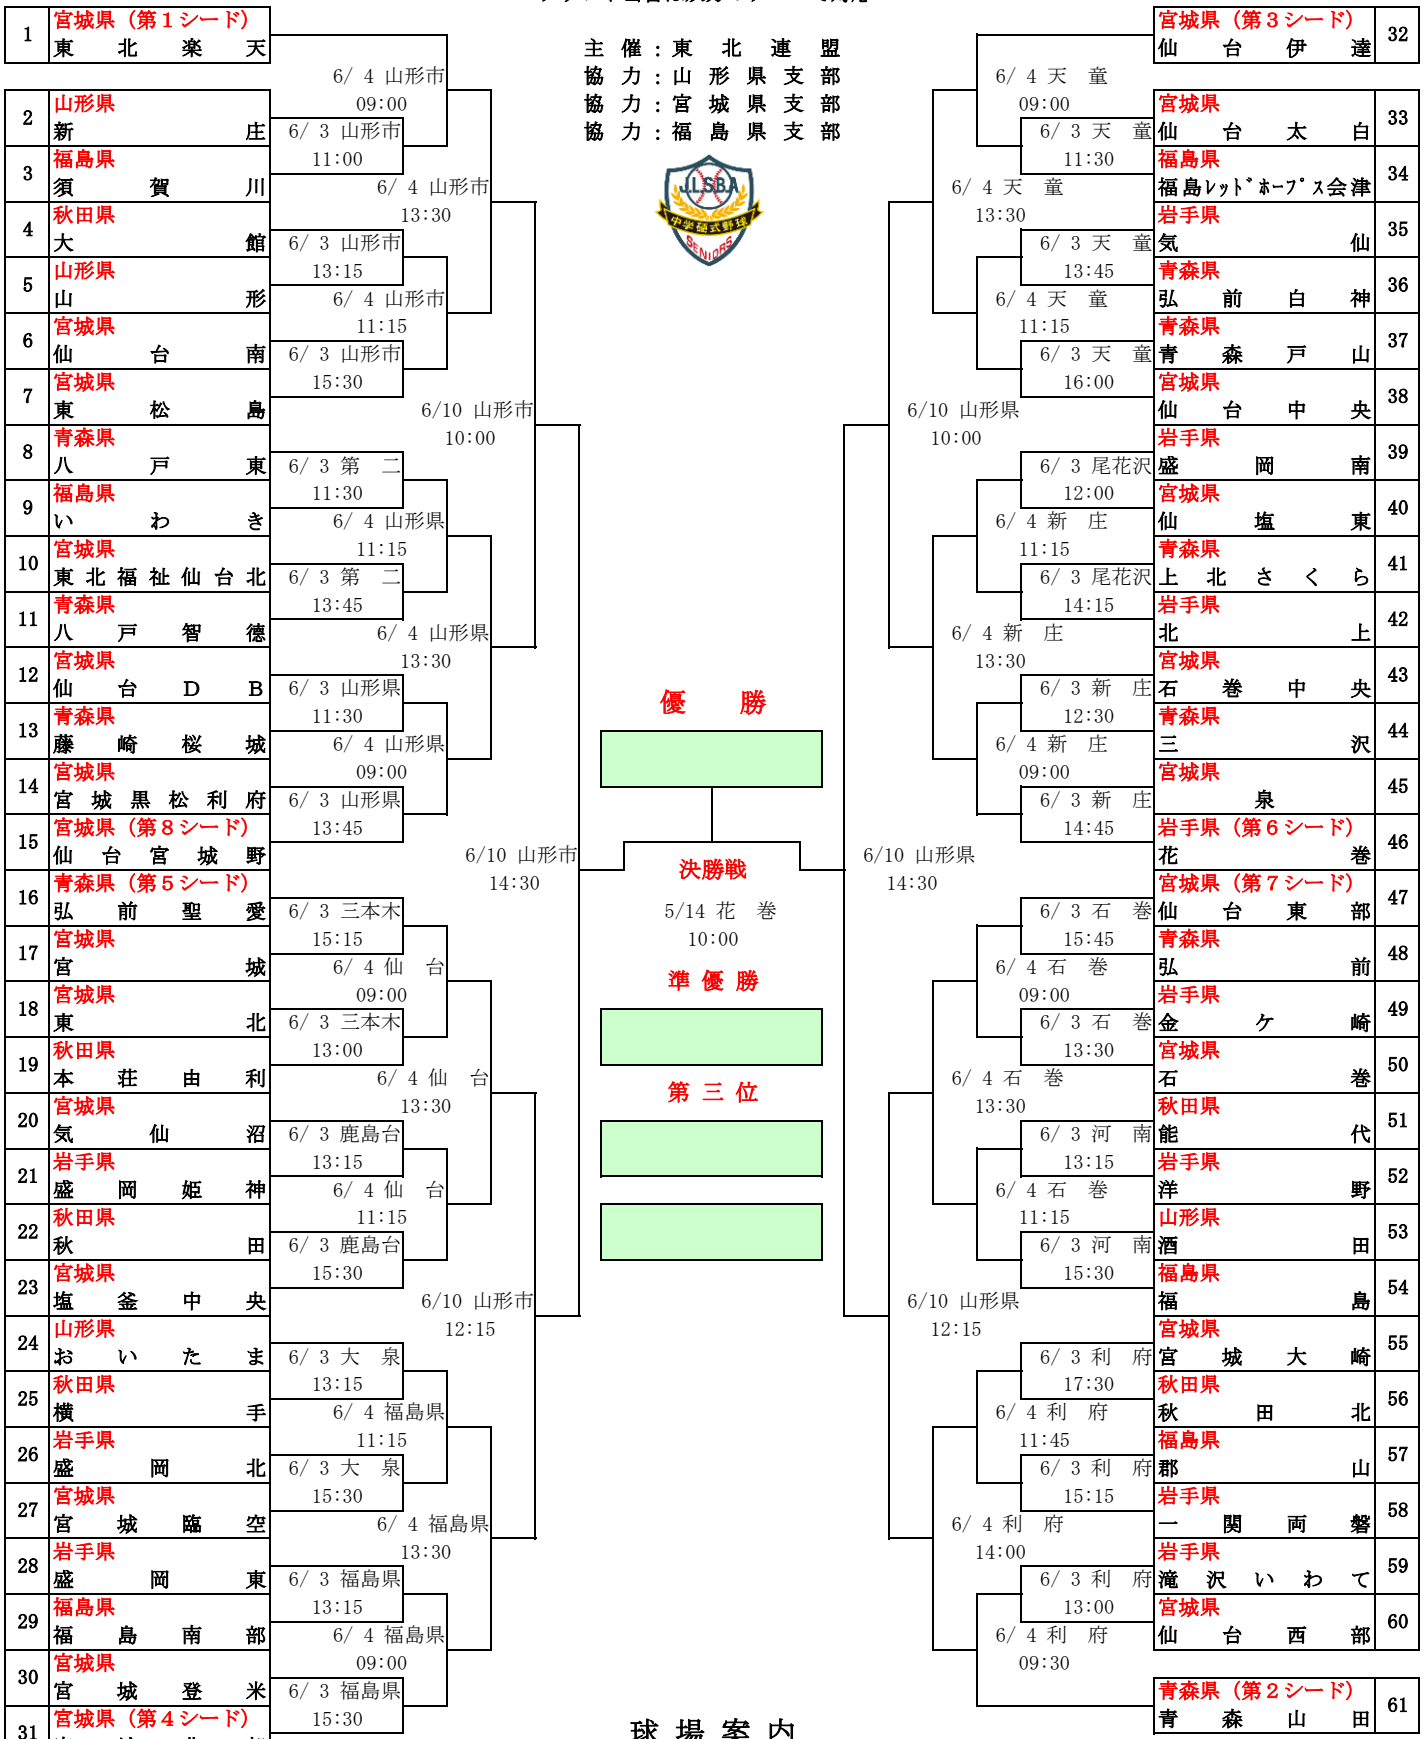 主催：東北連盟
協力：山形県支部
協力：宮城県支部
協力：福島県支部
J.L.S.B.A
中学硬式野球
SENIORS
1 宮城県（第１シード）
東北楽天
2 山形県
新庄
3 福島県
須賀川
4 秋田県
大館
5 山形県
山形
6 宮城県
仙台南
7 宮城県
東松島
8 青森県
八戸東
9 福島県
いわき
10 宮城県
東北福祉仙台北
11 青森県
八戸智徳
12 宮城県
仙台ＤＢ
13 青森県
藤崎桜城
14 宮城県
宮城黒松利府
15 宮城県（第８シード）
仙台宮城野
16 青森県（第５シード）
弘前聖愛
17 宮城県
宮城
18 宮城県
東北
19 秋田県
本荘由利
20 宮城県
気仙沼
21 岩手県
盛岡姫神
22 秋田県
秋田
23 宮城県
塩釜中央
24 山形県
おいたま
25 秋田県
横手
26 岩手県
盛岡北
27 宮城県
宮城臨空
28 岩手県
盛岡東
29 福島県
福島南部
30 宮城県
宮城登米
31 宮城県（第４シード）
6/ 3 山形市
11:00
6/ 3 山形市
13:15
6/ 3 山形市
15:30
6/ 3 第二
11:30
6/ 3 第二
13:45
6/ 3 山形県
11:30
6/ 3 山形県
13:45
6/ 3 三本木
15:15
6/ 3 三本木
13:00
6/ 3 鹿島台
13:15
6/ 3 鹿島台
15:30
6/ 3 大泉
13:15
6/ 3 大泉
15:30
6/ 3 福島県
13:15
6/ 3 福島県
15:30
6/ 4 山形市
09:00
6/ 4 山形市
11:15
6/ 4 山形県
11:15
6/ 4 山形県
09:00
6/ 4 仙台
09:00
6/ 4 仙台
11:15
6/ 4 福島県
11:15
6/ 4 福島県
09:00
6/ 4 山形市
13:30
6/ 4 山形県
13:30
6/ 4 仙台
13:30
6/ 4 福島県
13:30
6/10 山形市
10:00
6/10 山形市
12:15
6/10 山形市
14:30
優勝
決勝戦
5/14 花巻
10:00
準優勝
第三位
球場案内
6/10 山形県
14:30
6/10 山形県
10:00
6/10 山形県
12:15
6/ 4 天童
13:30
6/ 4 新庄
13:30
6/ 4 石巻
13:30
6/ 4 利府
14:00
6/ 4 天童
09:00
6/ 4 天童
11:15
6/ 4 新庄
11:15
6/ 4 新庄
09:00
6/ 4 石巻
09:00
6/ 4 石巻
11:15
6/ 4 利府
11:45
6/ 4 利府
09:30
6/ 3 天童
11:30
6/ 3 天童
13:45
6/ 3 天童
16:00
6/ 3 尾花沢
12:00
6/ 3 尾花沢
14:15
6/ 3 新庄
12:30
6/ 3 新庄
14:45
6/ 3 石巻
15:45
6/ 3 石巻
13:30
6/ 3 河南
13:15
6/ 3 河南
15:30
6/ 3 利府
17:30
6/ 3 利府
15:15
6/ 3 利府
13:00
宮城県（第３シード） 32
仙台伊達
宮城県 33
仙台太白
福島県 34
福島ﾚｯﾄﾞﾎｰﾌﾟｽ会津
岩手県 35
気仙
青森県 36
弘前白神
青森県 37
青森戸山
宮城県 38
仙台中央
岩手県 39
盛岡南
宮城県 40
仙塩東
青森県 41
上北さくら
岩手県 42
北上
宮城県 43
石巻中央
青森県 44
三沢
宮城県 45
泉
岩手県（第６シード） 46
花巻
宮城県（第７シード） 47
仙台東部
青森県 48
弘前
岩手県 49
金ケ崎
宮城県 50
石巻
秋田県 51
能代
岩手県 52
洋野
山形県 53
酒田
福島県 54
福島
宮城県 55
宮城大崎
秋田県 56
秋田北
福島県 57
郡山
岩手県 58
一関両磐
岩手県 59
滝沢いわて
宮城県 60
仙台西部
青森県（第２シード） 61
青森山田